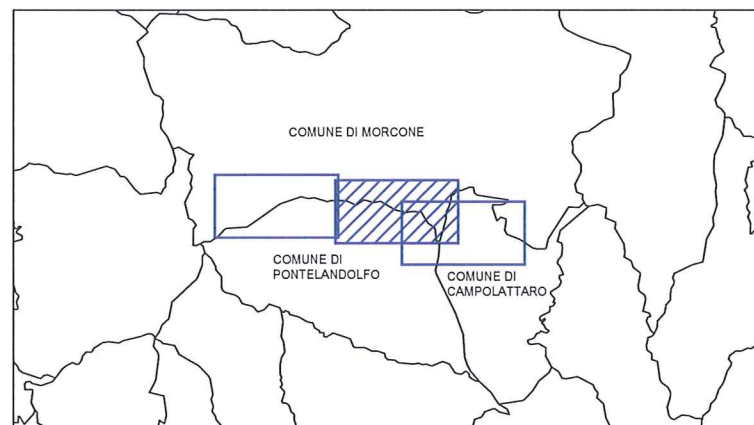 COMUNE DI MORCONE
COMUNE DI
PONTELANDOLFO
COMUNE DI
CAMPOLATTARO